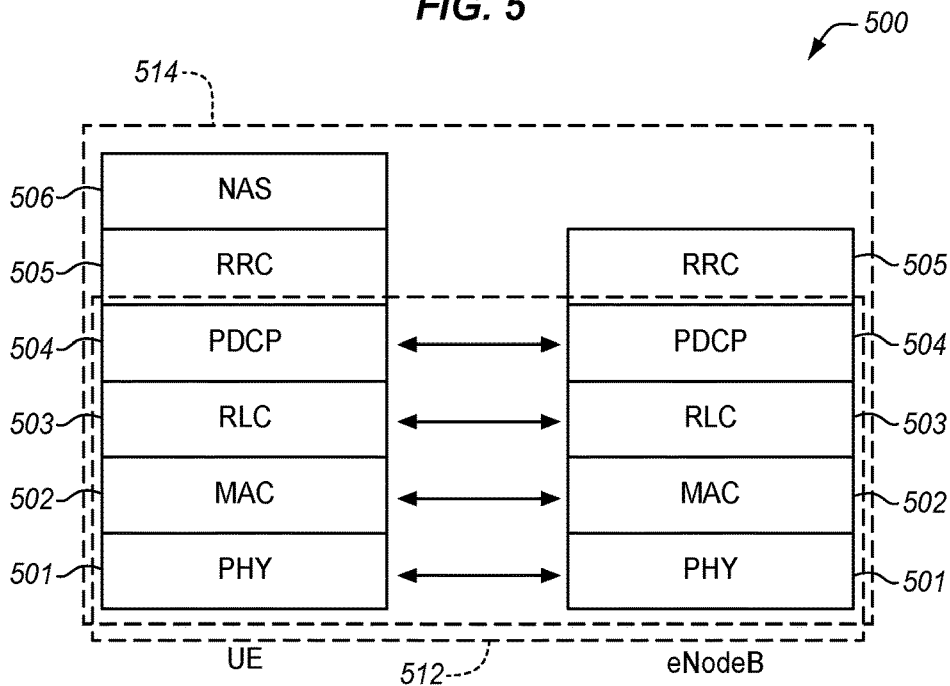 FIG. 5
500
514
506 NAS
505 RRC RRC 505
504 PDCP PDCP 504
503 RLC RLC 503
502 MAC MAC 502
501 PHY PHY 501
UE 512 eNodeB